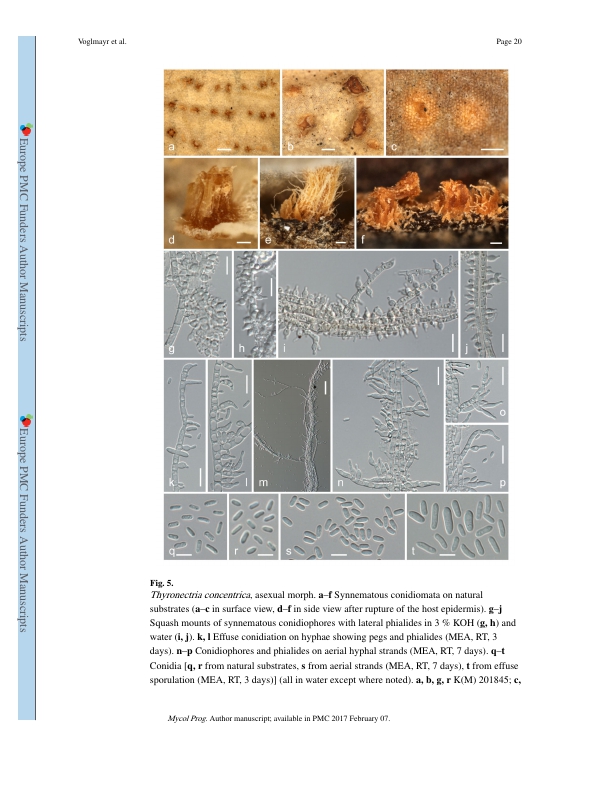 Voglmayr et al.
Page 20
Europe PMC Funders Author Manuscripts
Europe PMC Funders Author Manuscripts
a
b
c
d
e
f
g
h
i
j
k
l
m
n
o
p
q
r
s
t
Fig. 5.
Thyronectria concentrica, asexual morph. a–f Synnematous conidiomata on natural
substrates (a–c in surface view, d–f in side view after rupture of the host epidermis). g–j
Squash mounts of synnematous conidiophores with lateral phialides in 3 % KOH (g, h) and
water (i, j). k, l Effuse conidiation on hyphae showing pegs and phialides (MEA, RT, 3
days). n–p Conidiophores and phialides on aerial hyphal strands (MEA, RT, 7 days). q–t
Conidia [q, r from natural substrates, s from aerial strands (MEA, RT, 7 days), t from effuse
sporulation (MEA, RT, 3 days)] (all in water except where noted). a, b, g, r K(M) 201845; c,
Mycol Prog. Author manuscript; available in PMC 2017 February 07.